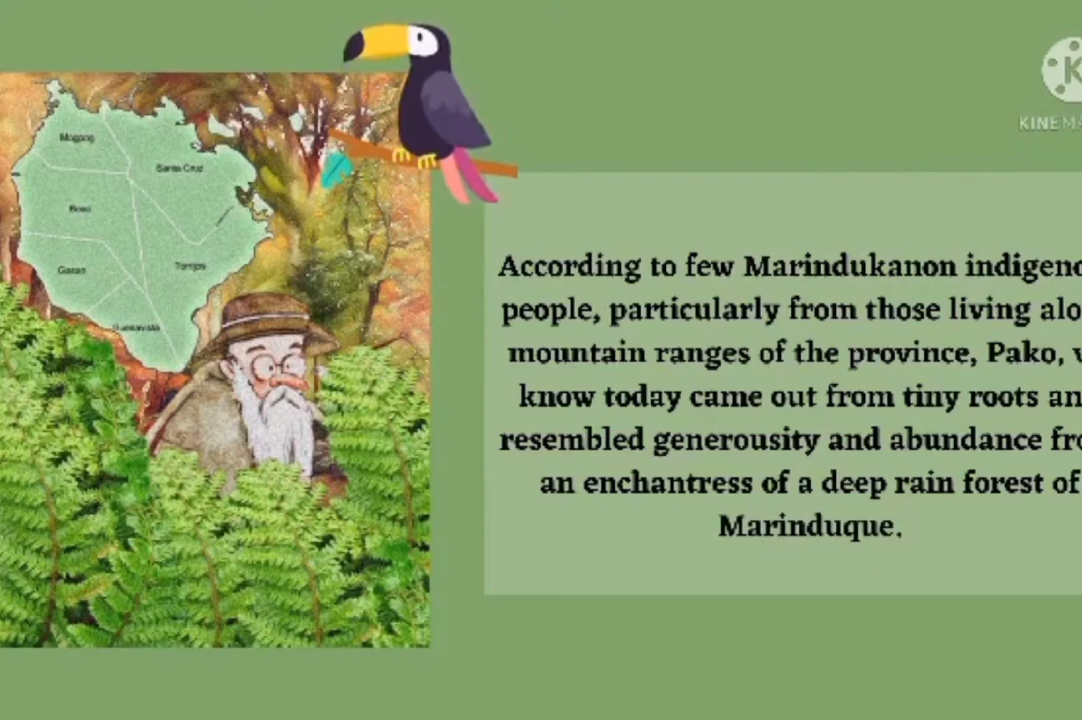 Mogpog
Santa Cruz
Boac
Gasan
Torrijos
Buenavista
KINEMA
According to few Marindukanon indigeno
people, particularly from those living alo
mountain ranges of the province, Pako, w
know today came out from tiny roots an
resembled generousity and abundance fro
an enchantress of a deep rain forest of
Marinduque.